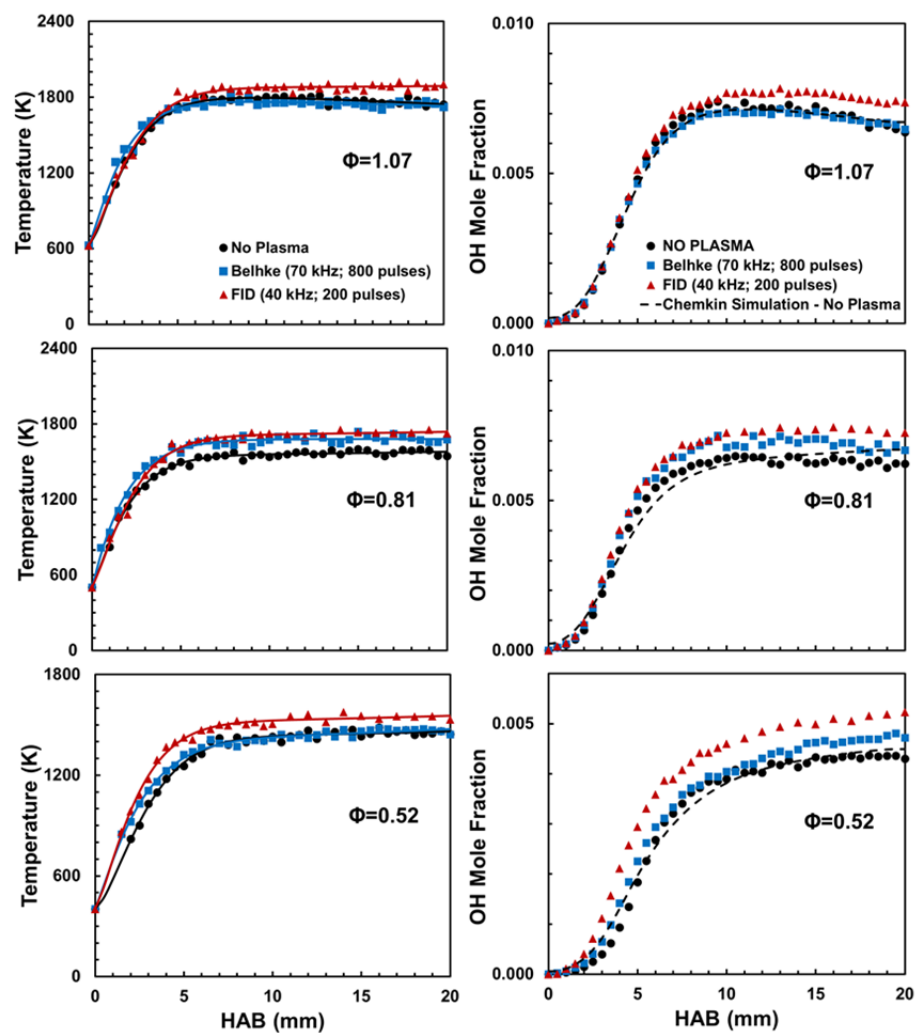 2400
1800
1200
600
0
Temperature (K)
Φ=1.07
No Plasma
Belhke (70 kHz; 800 pulses)
FID (40 kHz; 200 pulses)
0.010
0.005
0.000
OH Mole Fraction
Φ=1.07
NO PLASMA
Belhke (70 kHz; 800 pulses)
FID (40 kHz; 200 pulses)
Chemkin Simulation - No Plasma
2400
1800
1200
600
0
Temperature (K)
Φ=0.81
0.010
0.005
0.000
OH Mole Fraction
Φ=0.81
1800
1200
600
0
Temperature (K)
Φ=0.52
0 5 10 15 20
HAB (mm)
0.005
0.000
OH Mole Fraction
Φ=0.52
0 5 10 15 20
HAB (mm)